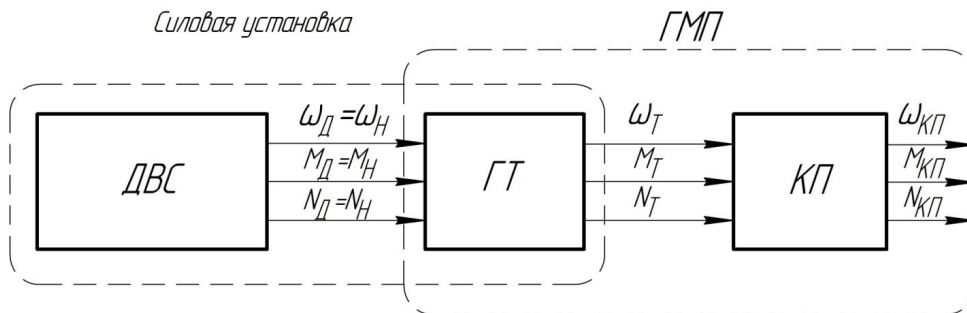 Силовая установка
ГМП
ДВС
ω_Д = ω_Н
M_Д = M_Н
N_Д = N_Н
ГТ
ω_Т
M_Т
N_Т
КП
ω_КП
M_КП
N_КП